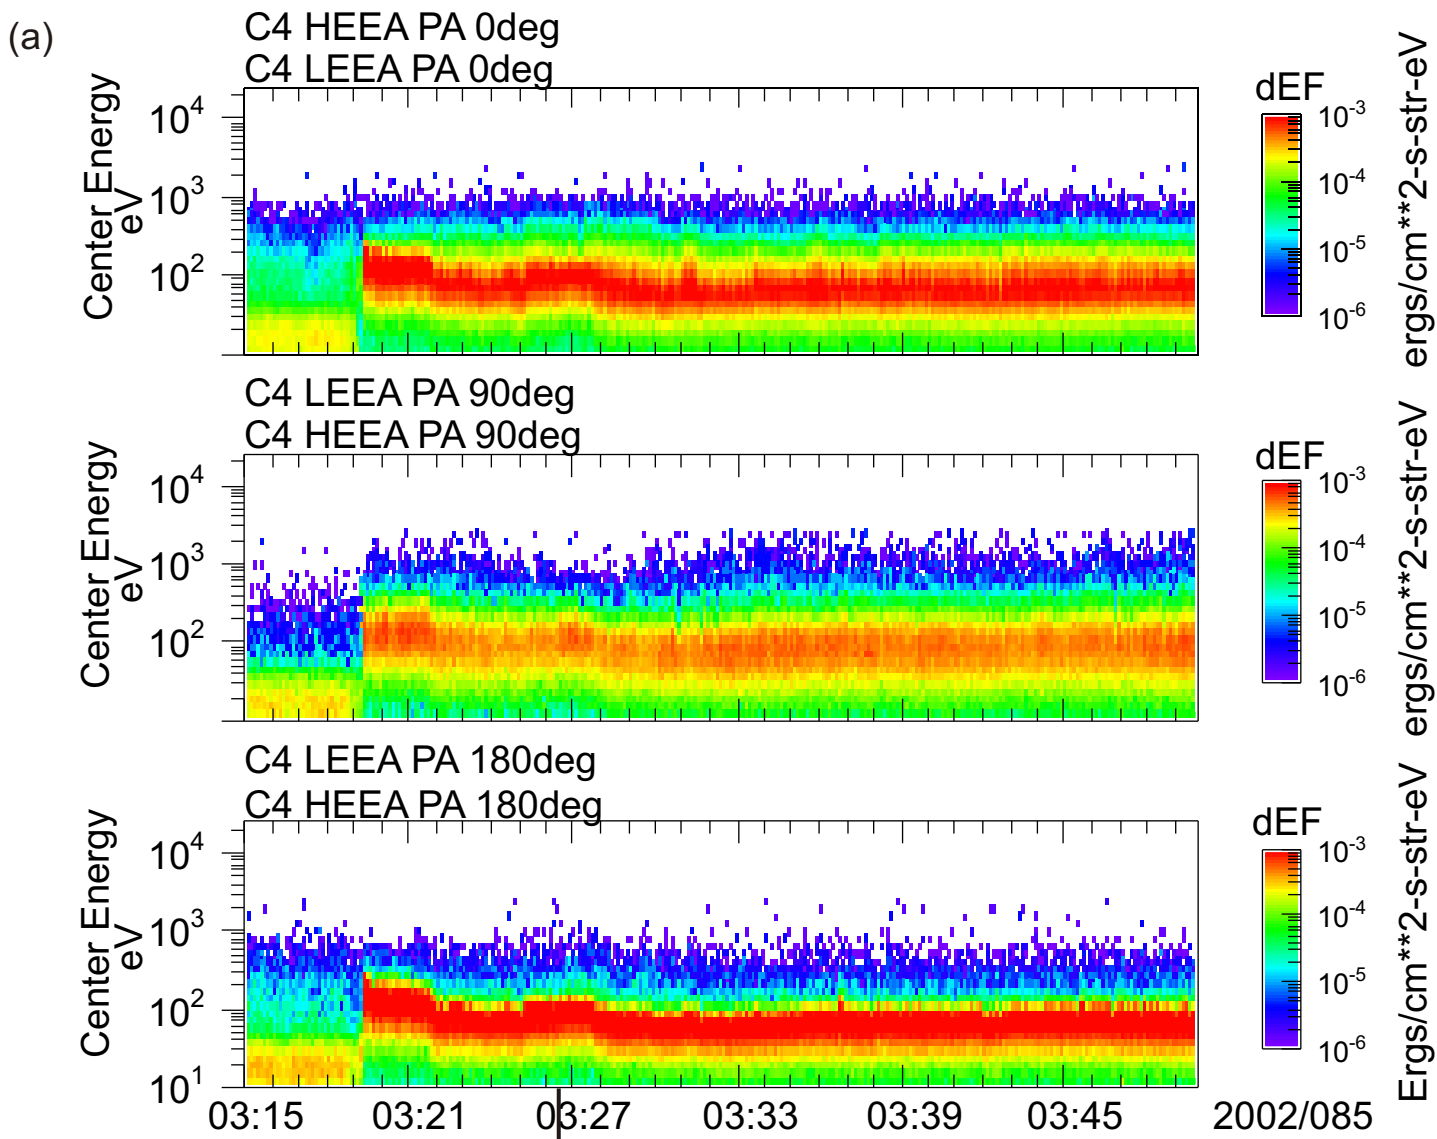 (a)
C4 HEEA PA 0deg
C4 LEEA PA 0deg
Center Energy
eV
10^4
10^3
10^2
dEF
10^-3
10^-4
10^-5
10^-6
ergs/cm**2-s-str-eV
C4 LEEA PA 90deg
C4 HEEA PA 90deg
Center Energy
eV
10^4
10^3
10^2
dEF
10^-3
10^-4
10^-5
10^-6
ergs/cm**2-s-str-eV
C4 LEEA PA 180deg
C4 HEEA PA 180deg
Center Energy
eV
10^4
10^3
10^2
10^1
dEF
10^-3
10^-4
10^-5
10^-6
Ergs/cm**2-s-str-eV
03:15 03:21 03:27 03:33 03:39 03:45 2002/085